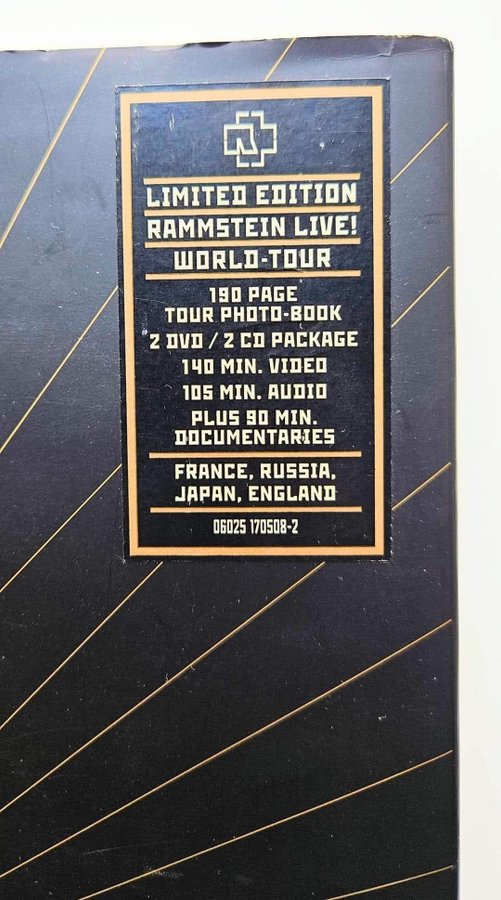 LIMITED EDITION
RAMMSTEIN LIVE!
WORLD-TOUR
190 PAGE
TOUR PHOTO-BOOK
2 DVD / 2 CD PACKAGE
140 MIN. VIDEO
105 MIN. AUDIO
PLUS 90 MIN.
DOCUMENTARIES
FRANCE, RUSSIA,
JAPAN, ENGLAND
06025 170508-2